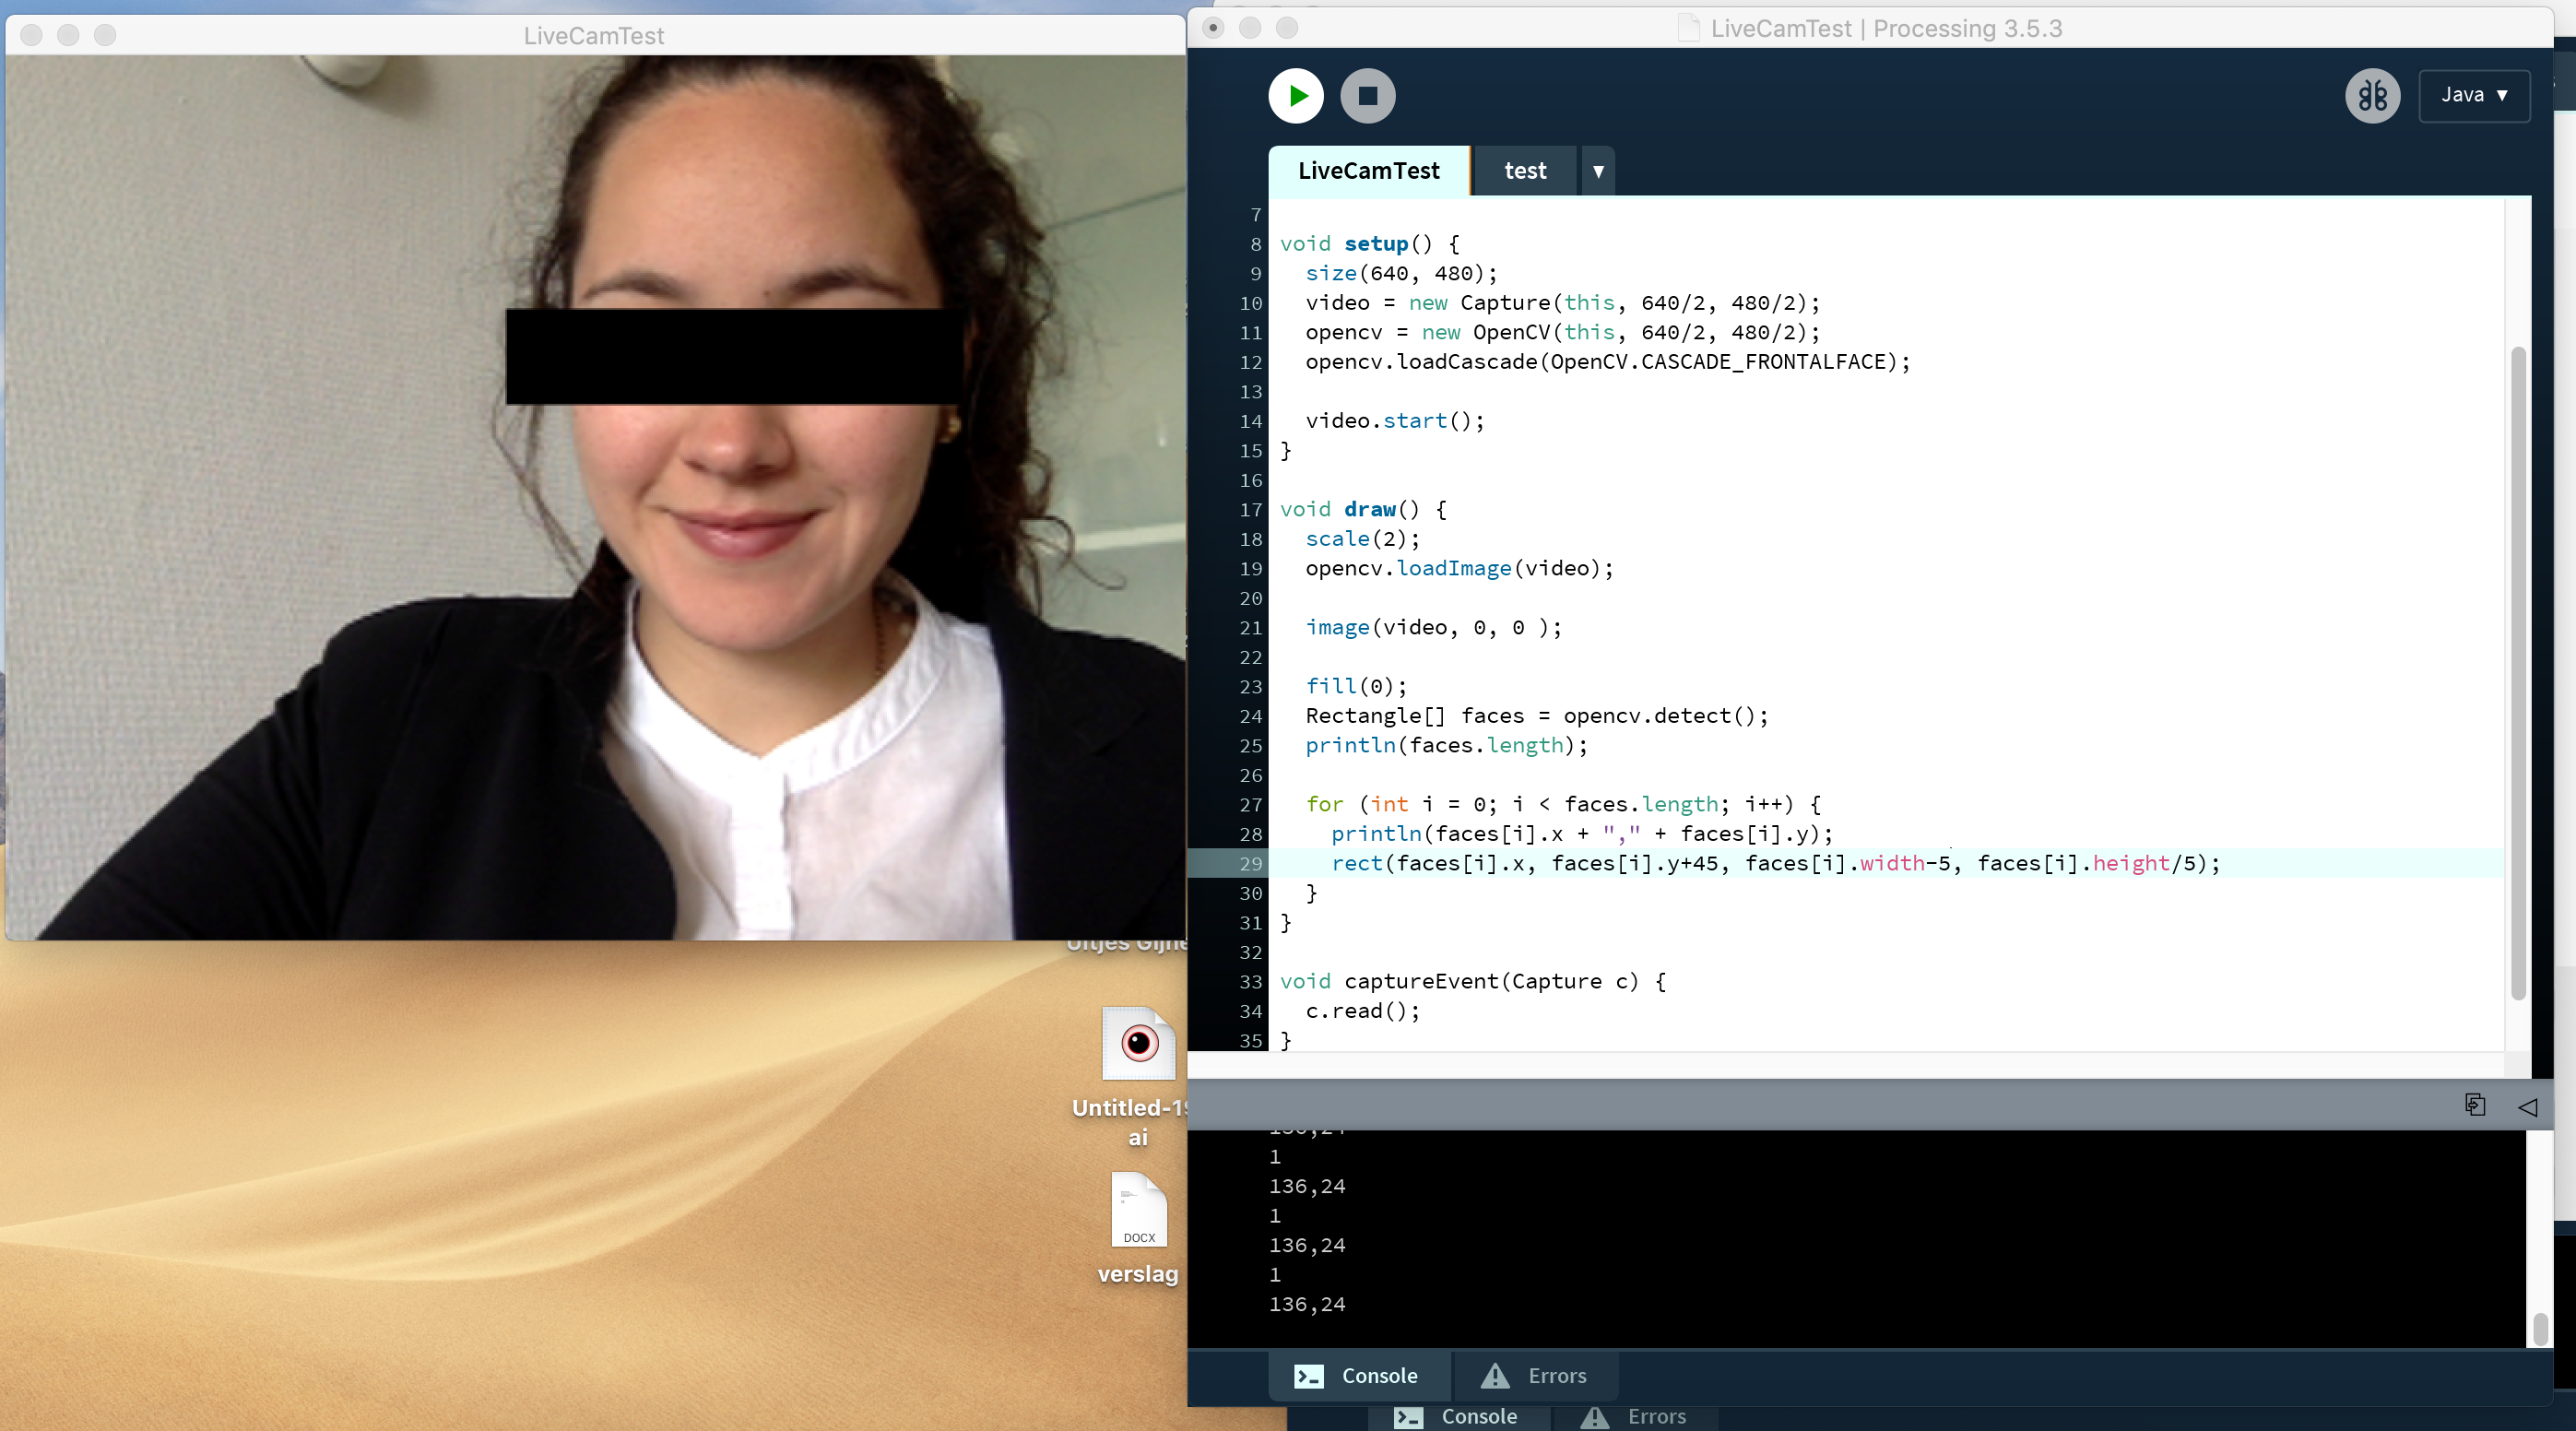 LiveCamTest
LiveCamTest | Processing 3.5.3
Java ▼
LiveCamTest
test
▼
7
8 void setup() {
9   size(640, 480);
10   video = new Capture(this, 640/2, 480/2);
11   opencv = new OpenCV(this, 640/2, 480/2);
12   opencv.loadCascade(OpenCV.CASCADE_FRONTALFACE);
13
14   video.start();
15 }
16
17 void draw() {
18   scale(2);
19   opencv.loadImage(video);
20
21   image(video, 0, 0 );
22
23   fill(0);
24   Rectangle[] faces = opencv.detect();
25   println(faces.length);
26
27   for (int i = 0; i < faces.length; i++) {
28     println(faces[i].x + "," + faces[i].y);
29     rect(faces[i].x, faces[i].y+45, faces[i].width-5, faces[i].height/5);
30   }
31 }
32
33 void captureEvent(Capture c) {
34   c.read();
35 }
1
136,24
1
136,24
1
136,24
Console
Errors
Console
Errors
Uitjes
Untitled-19
ai
DOCX
verslag